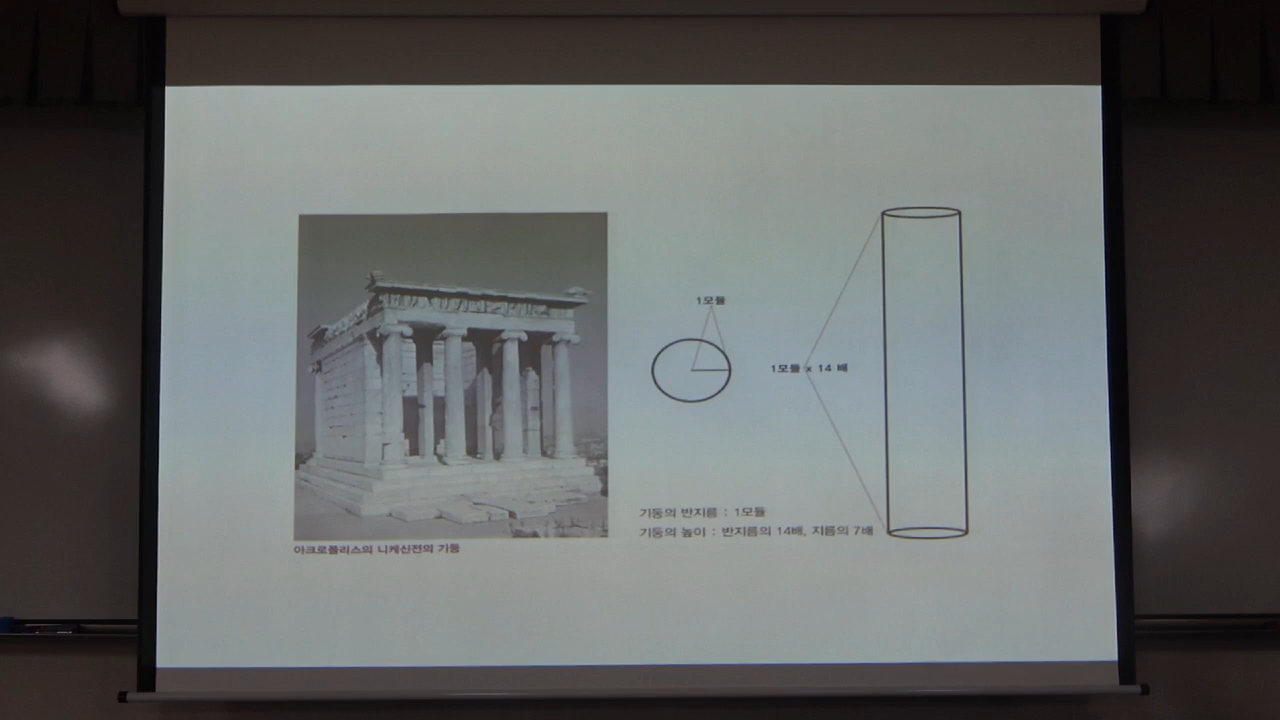 1모듈
1모듈 x 14 배
기둥의 반지름 : 1모듈
기둥의 높이 : 반지름의 14배, 지름의 7배
아크로폴리스의 니케신전의 기둥